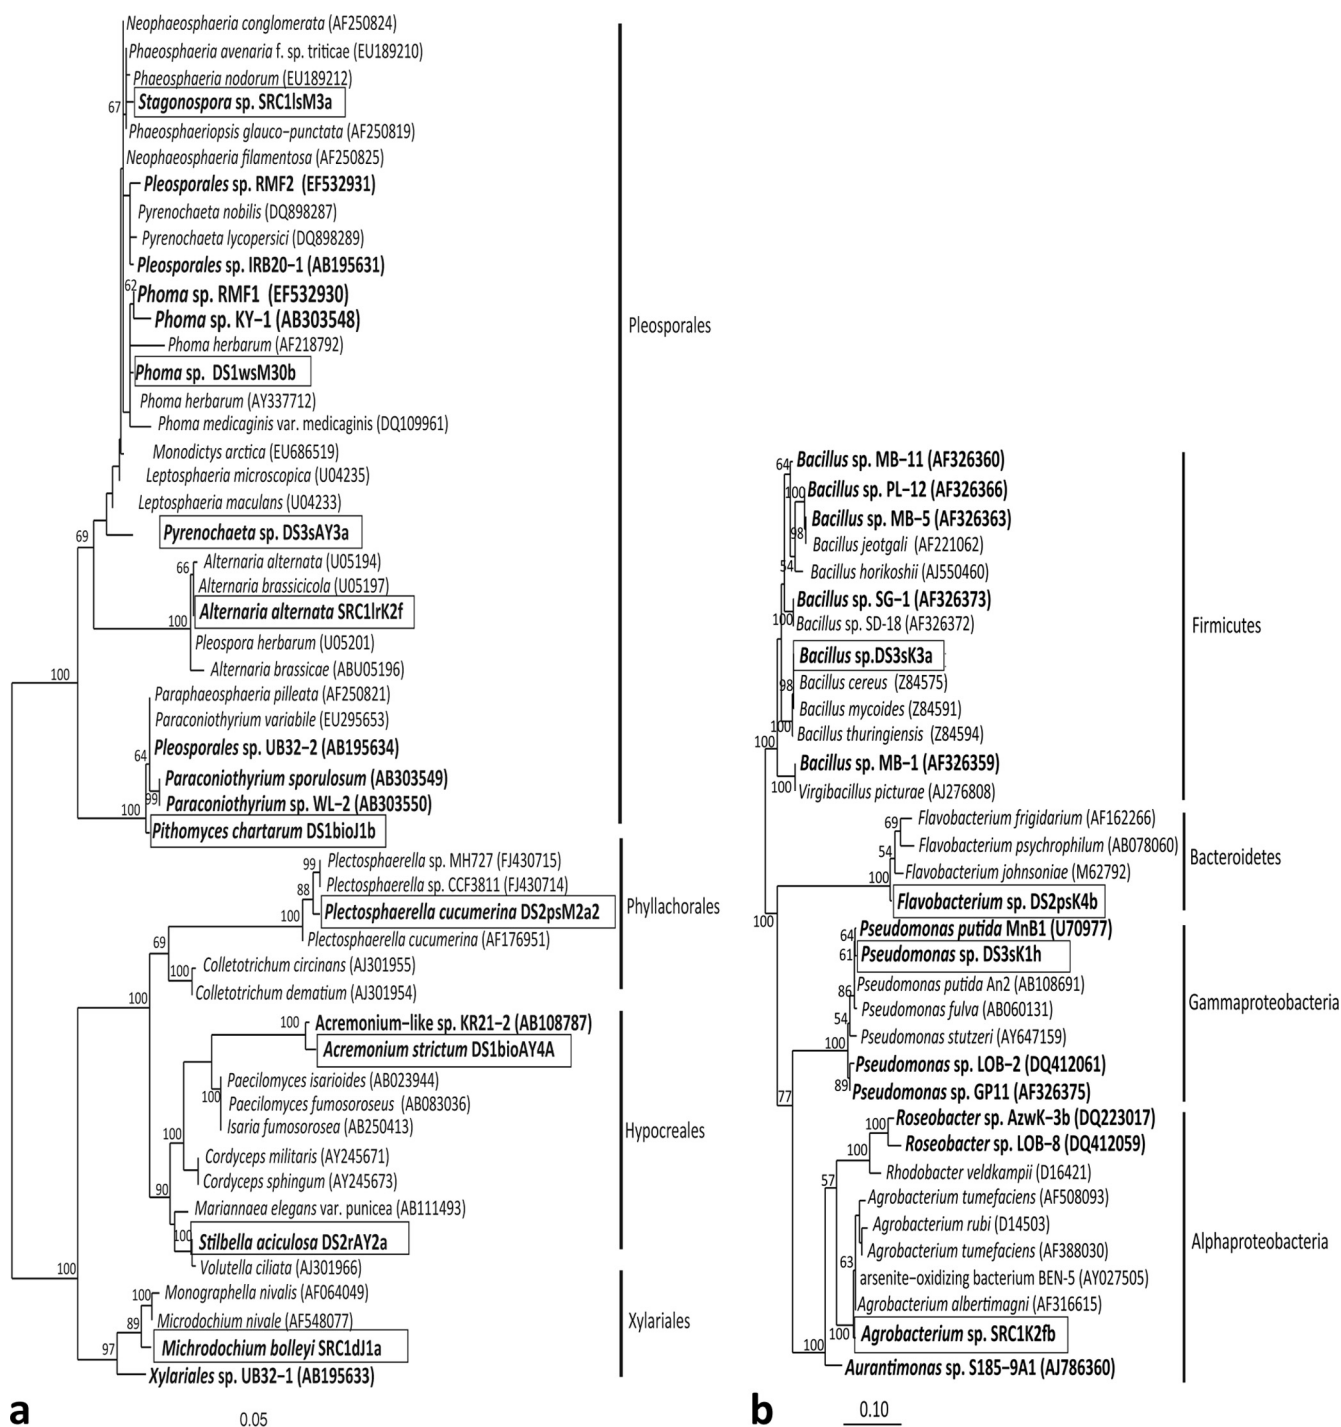 Neophaeosphaeria conglomerata (AF250824)
Phaeosphaeria avenaria f. sp. triticae (EU189210)
Phaeosphaeria nodorum (EU189212)
67
Stagonospora sp. SRC1lsM3a
Phaeosphaeriopsis glauco-punctata (AF250819)
Neophaeosphaeria filamentosa (AF250825)
Pleosporales sp. RMF2 (EF532931)
Pyrenochaeta nobilis (DQ898287)
Pyrenochaeta lycopersici (DQ898289)
Pleosporales sp. IRB20-1 (AB195631)
62
Phoma sp. RMF1 (EF532930)
Phoma sp. KY-1 (AB303548)
Pleosporales
Phoma herbarum (AF218792)
Phoma sp. DS1wsM30b
Phoma herbarum (AY337712)
Phoma medicaginis var. medicaginis (DQ109961)
Monodictys arctica (EU686519)
Leptosphaeria microscopica (U04235)
Leptosphaeria maculans (U04233)
69
Pyrenochaeta sp. DS3sAY3a
66
Alternaria alternata (U05194)
Alternaria brassicicola (U05197)
100
Alternaria alternata SRC1lrK2f
Pleospora herbarum (U05201)
Alternaria brassicae (ABU05196)
100
Paraphaeosphaeria pilleata (AF250821)
Paraconiothyrium variabile (EU295653)
64
Pleosporales sp. UB32-2 (AB195634)
Paraconiothyrium sporulosum (AB303549)
99
Paraconiothyrium sp. WL-2 (AB303550)
100
Pithomyces chartarum DS1bioJ1b
99
Plectosphaerella sp. MH727 (FJ430715)
88
Plectosphaerella sp. CCF3811 (FJ430714)
100
Plectosphaerella cucumerina DS2psM2a2
Phyllachorales
Plectosphaerella cucumerina (AF176951)
69
100
Colletotrichum circinans (AJ301955)
Colletotrichum dematium (AJ301954)
100
100
Acremonium-like sp. KR21-2 (AB108787)
Acremonium strictum DS1bioAY4A
Paecilomyces isarioides (AB023944)
100
Paecilomyces fumosoroseus (AB083036)
Isaria fumosorosea (AB250413)
Hypocreales
100
Cordyceps militaris (AY245671)
Cordyceps sphingum (AY245673)
90
Mariannaea elegans var. punicea (AB111493)
100
Stilbella aciculosa DS2rAY2a
Volutella ciliata (AJ301966)
100
100
Monographella nivalis (AF064049)
89
Microdochium nivale (AF548077)
Xylariales
97
Michrodochium bolleyi SRC1dJ1a
Xylariales sp. UB32-1 (AB195633)
a
0.05
64
Bacillus sp. MB-11 (AF326360)
100
Bacillus sp. PL-12 (AF326366)
98
Bacillus sp. MB-5 (AF326363)
Bacillus jeotgali (AF221062)
54
Bacillus horikoshii (AJ550460)
Bacillus sp. SG-1 (AF326373)
100
Bacillus sp. SD-18 (AF326372)
Firmicutes
Bacillus sp.DS3sK3a
98
Bacillus cereus (Z84575)
Bacillus mycoides (Z84591)
100
Bacillus thuringiensis (Z84594)
100
Bacillus sp. MB-1 (AF326359)
100
Virgibacillus picturae (AJ276808)
69
Flavobacterium frigidarium (AF162266)
54
Flavobacterium psychrophilum (AB078060)
Bacteroidetes
100
Flavobacterium johnsoniae (M62792)
Flavobacterium sp. DS2psK4b
100
64
Pseudomonas putida MnB1 (U70977)
61
Pseudomonas sp. DS3sK1h
86
Pseudomonas putida An2 (AB108691)
Gammaproteobacteria
Pseudomonas fulva (AB060131)
54
Pseudomonas stutzeri (AY647159)
100
Pseudomonas sp. LOB-2 (DQ412061)
89
Pseudomonas sp. GP11 (AF326375)
77
100
Roseobacter sp. AzwK-3b (DQ223017)
100
Roseobacter sp. LOB-8 (DQ412059)
57
Rhodobacter veldkampii (D16421)
Agrobacterium tumefaciens (AF508093)
Agrobacterium rubi (D14503)
Alphaproteobacteria
63
Agrobacterium tumefaciens (AF388030)
arsenite-oxidizing bacterium BEN-5 (AY027505)
Agrobacterium albertimagni (AF316615)
100
Agrobacterium sp. SRC1K2fb
100
Aurantimonas sp. S185-9A1 (AJ786360)
b
0.10